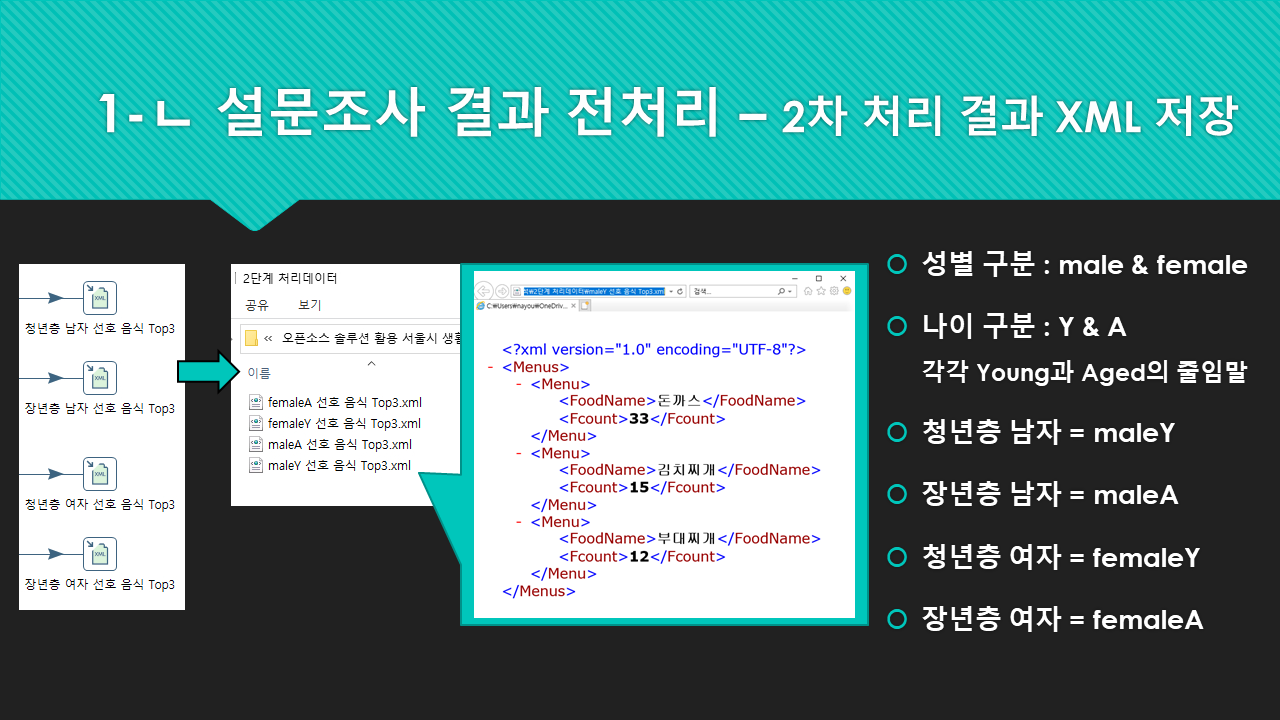 1-ㄴ 설문조사 결과 전처리 – 2차 처리 결과 XML 저장
XML
청년층 남자 선호 음식 Top3
XML
장년층 남자 선호 음식 Top3
XML
청년층 여자 선호 음식 Top3
XML
장년층 여자 선호 음식 Top3
2단계 처리데이터
공유 보기
« 오픈소스 솔루션 활용 서울시 생활
이름
femaleA 선호 음식 Top3.xml
femaleY 선호 음식 Top3.xml
maleA 선호 음식 Top3.xml
maleY 선호 음식 Top3.xml
2단계 처리데이터\maleY 선호 음식 Top3.xml 검색...
C:₩Users₩nayou₩OneDriv...
<?xml version="1.0" encoding="UTF-8"?>
- <Menus>
- <Menu>
<FoodName>돈까스</FoodName>
<Fcount>33</Fcount>
</Menu>
- <Menu>
<FoodName>김치찌개</FoodName>
<Fcount>15</Fcount>
</Menu>
- <Menu>
<FoodName>부대찌개</FoodName>
<Fcount>12</Fcount>
</Menu>
</Menus>
성별 구분 : male & female
나이 구분 : Y & A
각각 Young과 Aged의 줄임말
청년층 남자 = maleY
장년층 남자 = maleA
청년층 여자 = femaleY
장년층 여자 = femaleA